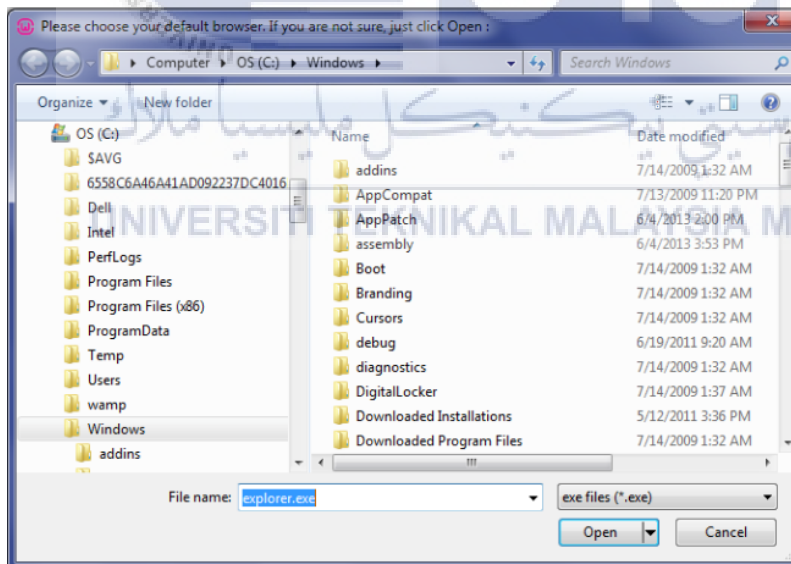 Please choose your default browser. If you are not sure, just click Open :
Computer OS (C:) Windows
Search Windows
Organize New folder
OS (C:)
$AVG
6558C6A46A41AD092237DC4016
Dell
Intel
PerfLogs
Program Files
Program Files (x86)
ProgramData
Temp
Users
wamp
Windows
addins
Name Date modified
addins 7/14/2009 1:32 AM
AppCompat 7/13/2009 11:20 PM
AppPatch 6/4/2013 2:00 PM
assembly 6/4/2013 3:53 PM
Boot 7/14/2009 1:32 AM
Branding 7/14/2009 1:32 AM
Cursors 7/14/2009 1:32 AM
debug 6/19/2011 9:20 AM
diagnostics 7/14/2009 1:32 AM
DigitalLocker 7/14/2009 1:37 AM
Downloaded Installations 5/12/2011 3:36 PM
Downloaded Program Files 7/14/2009 1:32 AM
اونيۏرسيتي تيكنيكل مليسيا ملاك
UNIVERSITI TEKNIKAL MALAYSIA M
File name: explorer.exe
exe files (*.exe)
Open Cancel